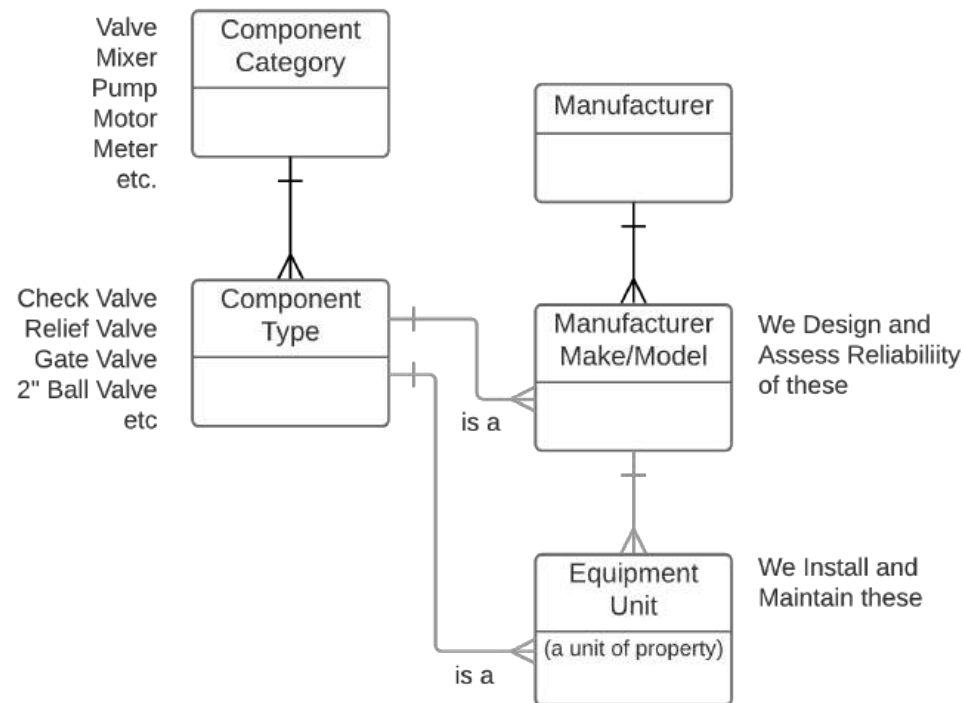 Valve
Mixer
Pump
Motor
Meter
etc.
Component
Category
Manufacturer
Check Valve
Relief Valve
Gate Valve
2" Ball Valve
etc
Component
Type
is a
Manufacturer
Make/Model
We Design and
Assess Reliabiliity
of these
is a
Equipment
Unit
(a unit of property)
We Install and
Maintain these